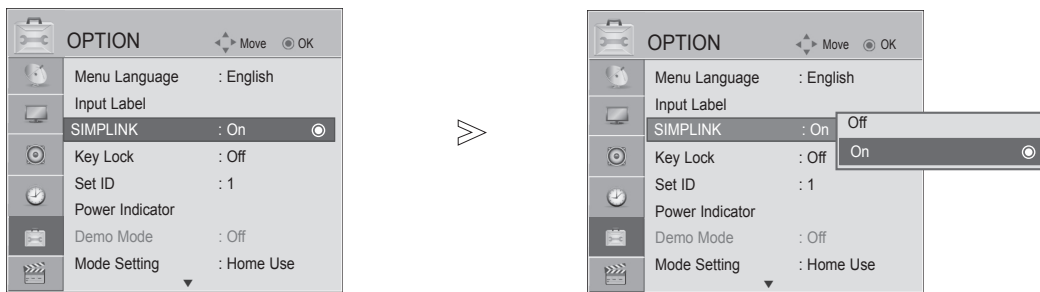 OPTION Move OK
Menu Language : English
Input Label
SIMPLINK : On
Key Lock : Off
Set ID : 1
Power Indicator
Demo Mode : Off
Mode Setting : Home Use
OPTION Move OK
Menu Language : English
Input Label
SIMPLINK : On
Off
On
Key Lock : Off
Set ID : 1
Power Indicator
Demo Mode : Off
Mode Setting : Home Use